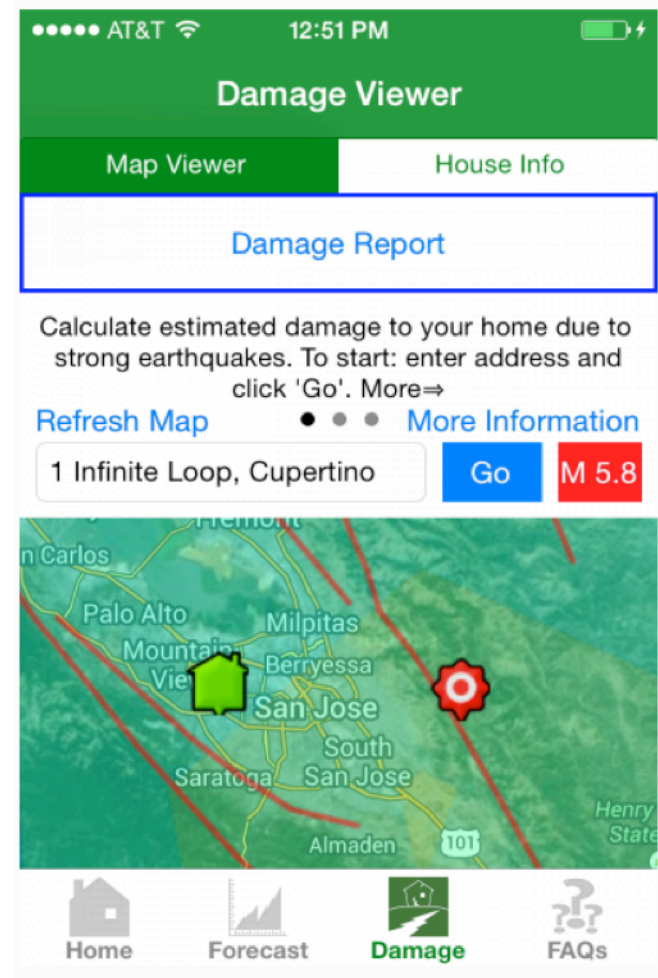 AT&T 12:51 PM
Damage Viewer
Map Viewer House Info
Damage Report
Calculate estimated damage to your home due to
strong earthquakes. To start: enter address and
click 'Go'. More⇒
Refresh Map More Information
1 Infinite Loop, Cupertino Go M 5.8
Fremont
n Carlos
Palo Alto
Milpitas
Mountain
Vie
Berryessa
San Jose
South
San Jose
Saratoga
Almaden
101
Henry
State
Home Forecast Damage FAQs